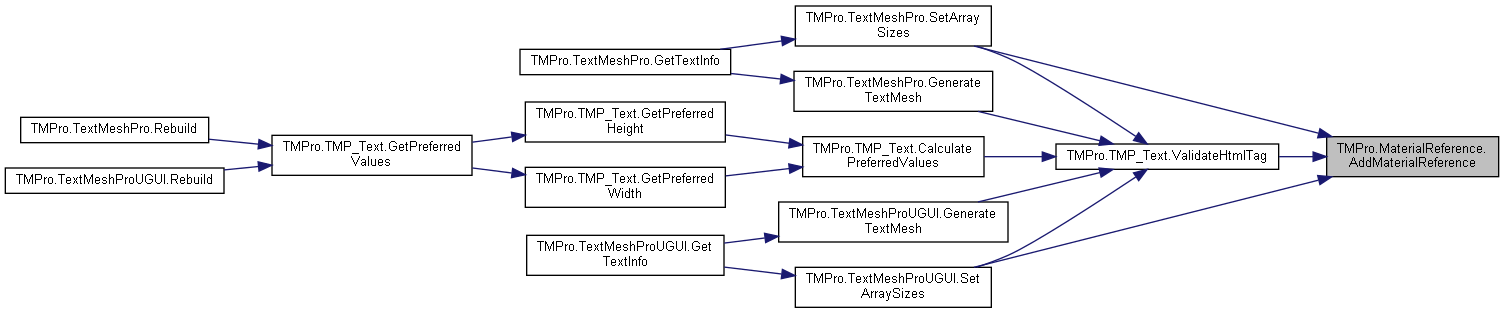 TMPro.TextMeshPro.SetArray
Sizes
TMPro.TextMeshPro.GetTextInfo
TMPro.TextMeshPro.Generate
TextMesh
TMPro.TMP_Text.GetPreferred
Height
TMPro.TextMeshPro.Rebuild
TMPro.TMP_Text.GetPreferred
Values
TMPro.TMP_Text.Calculate
PreferredValues
TMPro.TMP_Text.ValidateHtmlTag
TMPro.MaterialReference.
AddMaterialReference
TMPro.TextMeshProUGUI.Rebuild
TMPro.TMP_Text.GetPreferred
Width
TMPro.TextMeshProUGUI.Generate
TextMesh
TMPro.TextMeshProUGUI.Get
TextInfo
TMPro.TextMeshProUGUI.Set
ArraySizes